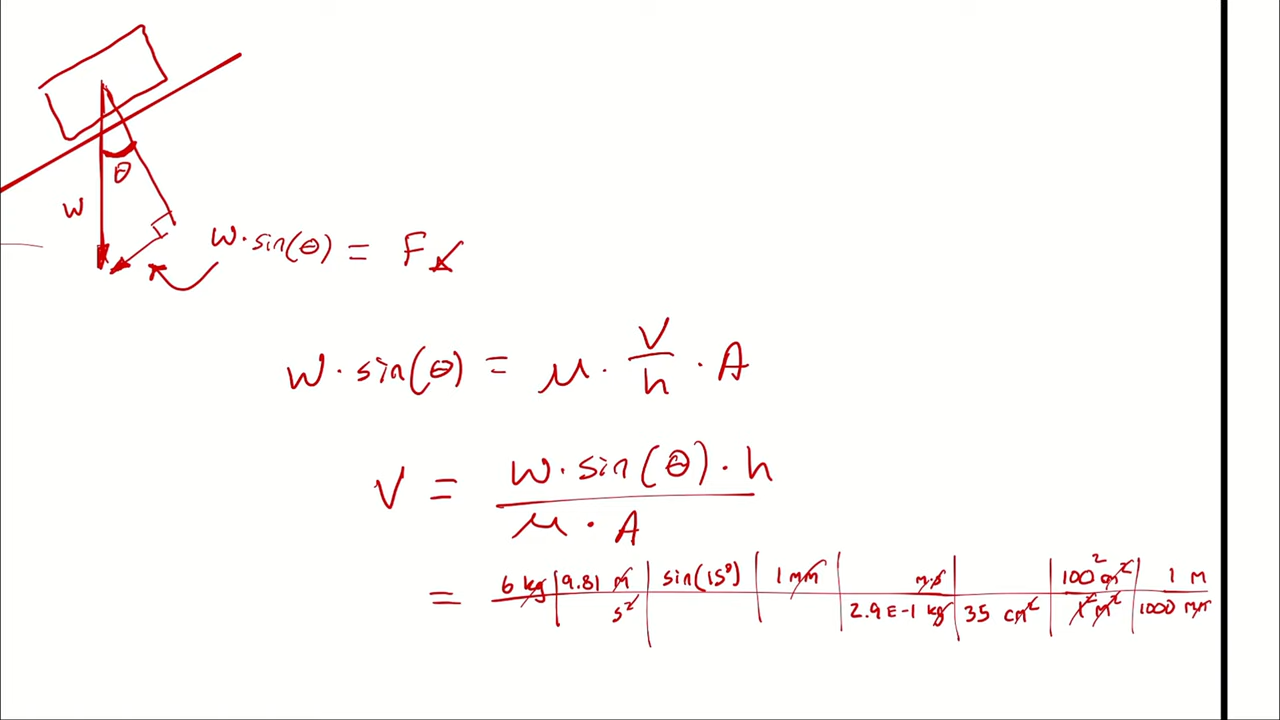 θ
W
W·sin(θ) = F↙
W·sin(θ) = μ · V/h · A
V = W·sin(θ)·h / μ·A
= 6 kg | 9.81 m | sin(15°) | 1 mm | m·s | | 100² cm² | 1 m
s² | | | 2.9E-1 kg | 35 cm² | 1² m² | 1000 mm